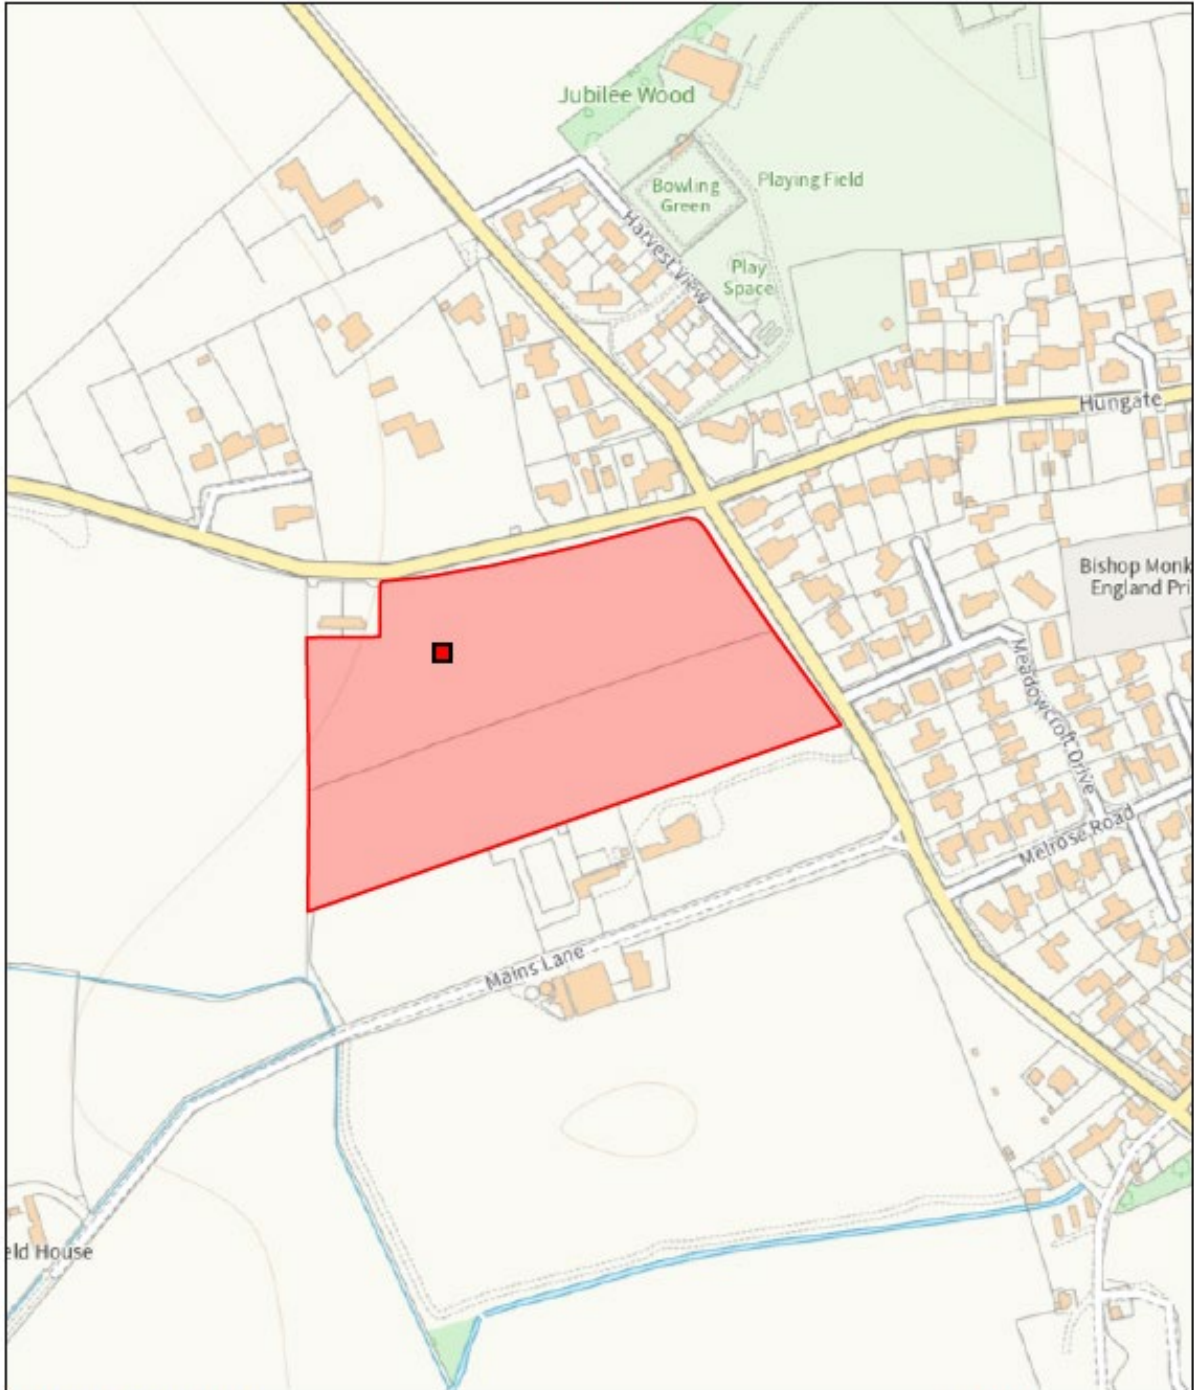 Jubilee Wood
Bowling
Green
Playing Field
Harvest View
Play
Space
Hungate
Bishop Monk
England Pri
Meadowcroft Drive
Melrose Road
Mains Lane
eld House